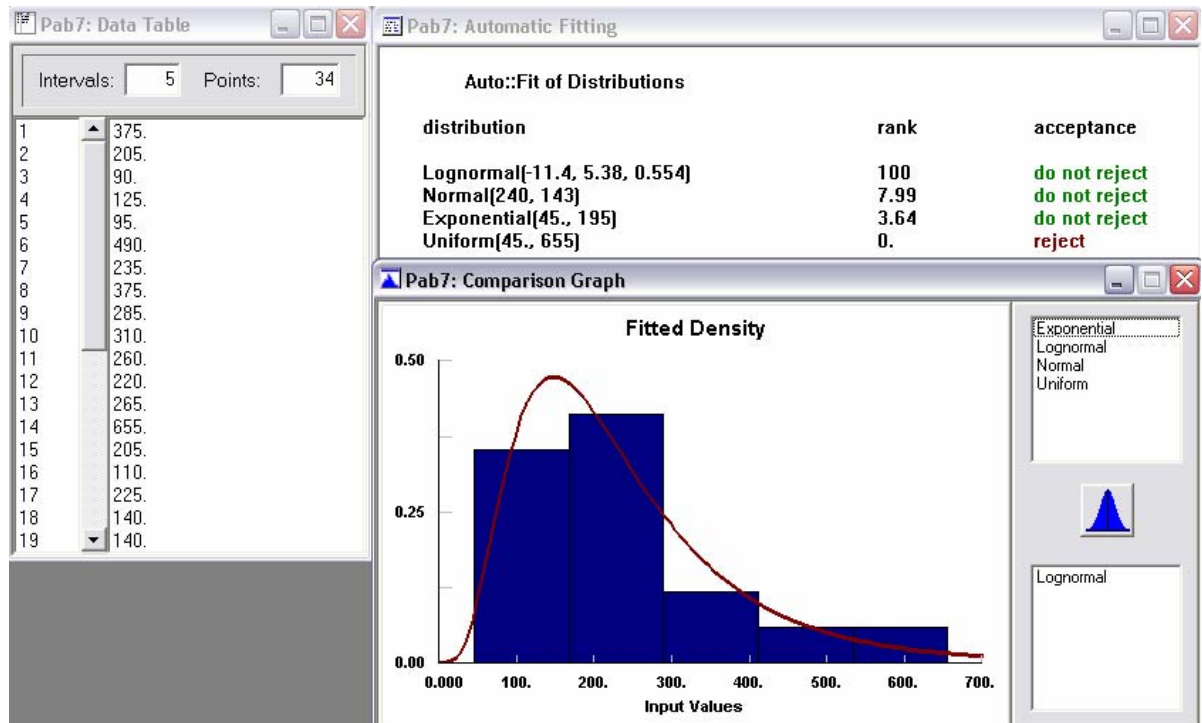 Pab7: Data Table
Intervals: 5 Points: 34
1 375.
2 205.
3 90.
4 125.
5 95.
6 490.
7 235.
8 375.
9 285.
10 310.
11 260.
12 220.
13 265.
14 655.
15 205.
16 110.
17 225.
18 140.
19 140.
Pab7: Automatic Fitting
Auto::Fit of Distributions
distribution rank acceptance
Lognormal(-11.4, 5.38, 0.554) 100 do not reject
Normal(240, 143) 7.99 do not reject
Exponential(45., 195) 3.64 do not reject
Uniform(45., 655) 0. reject
Pab7: Comparison Graph
Fitted Density
0.50
0.25
0.00
0.000 100. 200. 300. 400. 500. 600. 700.
Input Values
Exponential
Lognormal
Normal
Uniform
Lognormal